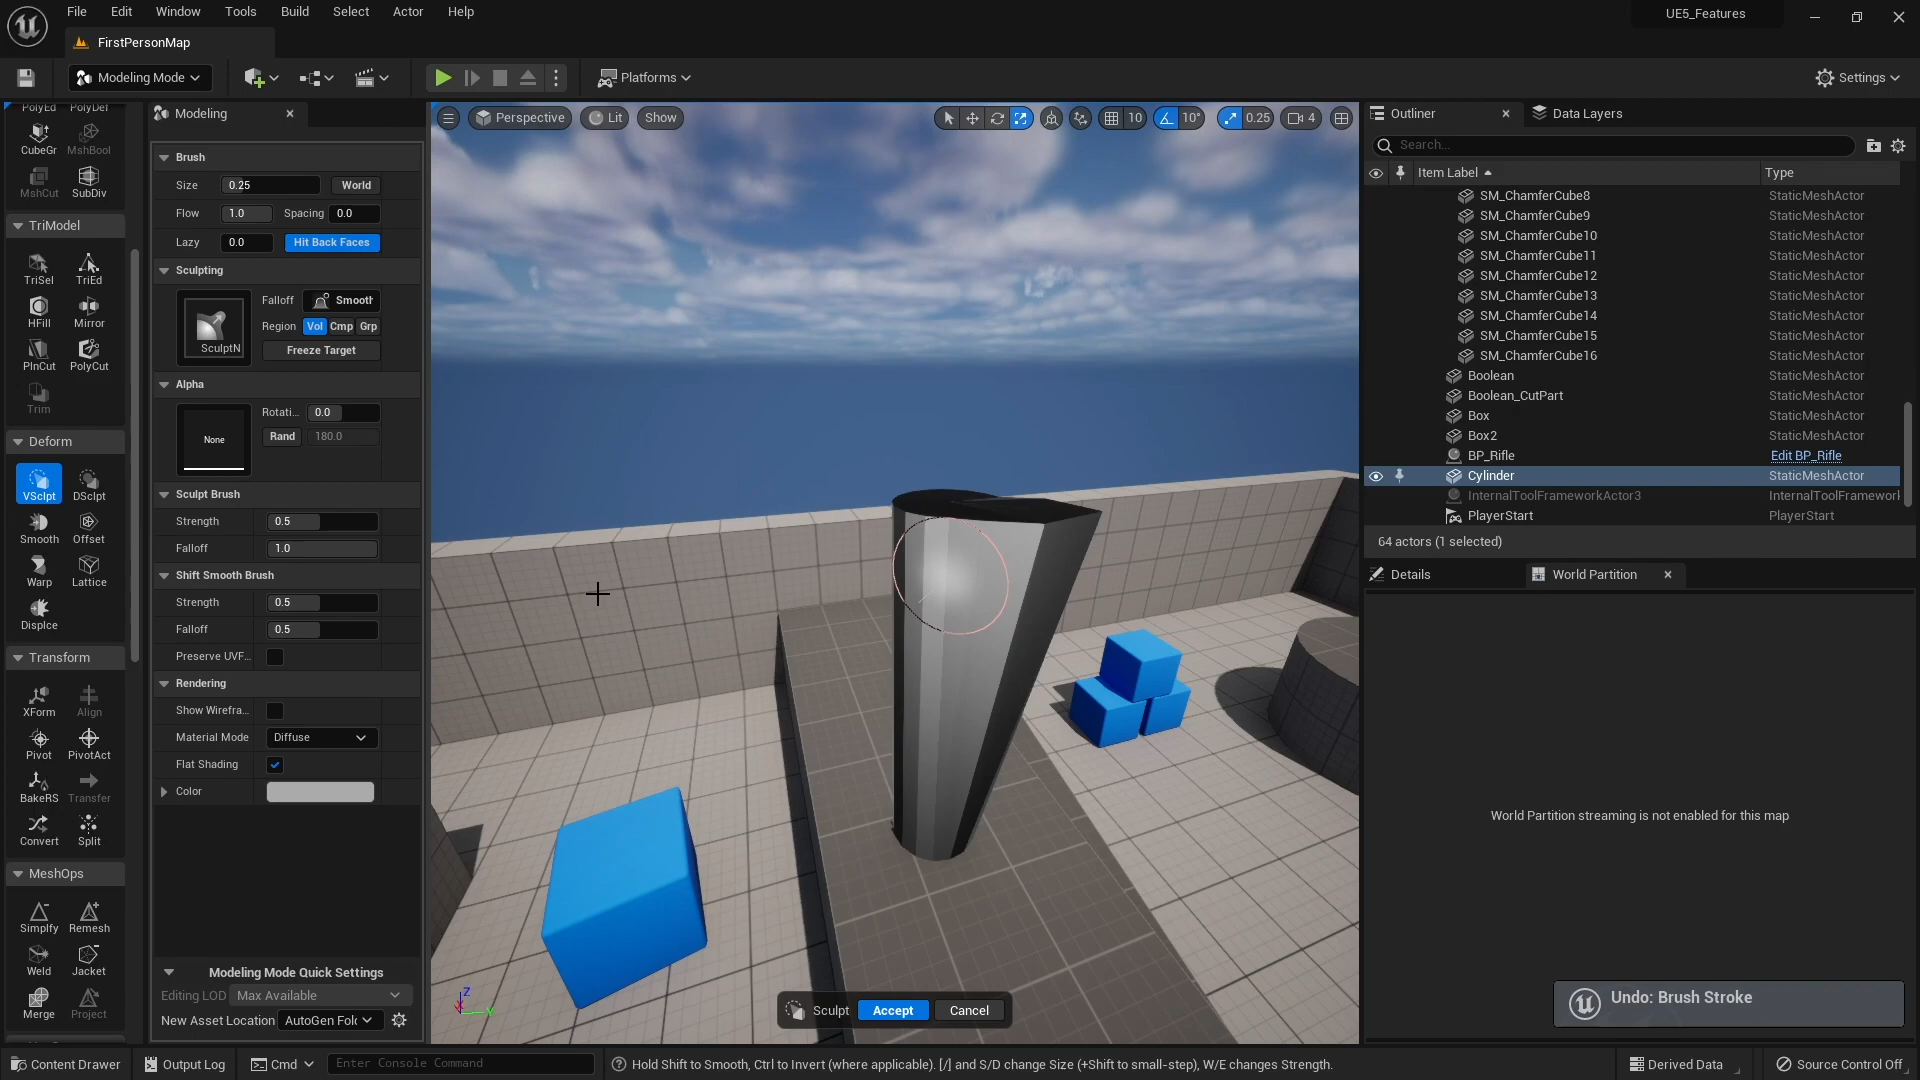 File Edit Window Tools Build Select Actor Help
UE5_Features
FirstPersonMap
Modeling Mode
Platforms
Settings
PolyEd PolyDef
CubeGr MshBool
MshCut SubDiv
TriModel
TriSel TriEd
HFill Mirror
PlnCut PolyCut
Trim
Deform
VSclpt DSclpt
Smooth Offset
Warp Lattice
Displce
Transform
XForm Align
Pivot PivotAct
BakeRS Transfer
Convert Split
MeshOps
Simplfy Remesh
Weld Jacket
Merge Project
Modeling
Brush
Size 0.25 World
Flow 1.0 Spacing 0.0
Lazy 0.0 Hit Back Faces
Sculpting
Falloff Smooth
Region Vol Cmp Grp
SculptN
Freeze Target
Alpha
Rotati... 0.0
None
Rand 180.0
Sculpt Brush
Strength 0.5
Falloff 1.0
Shift Smooth Brush
Strength 0.5
Falloff 0.5
Preserve UVF...
Rendering
Show Wirefra...
Material Mode Diffuse
Flat Shading
Color
Modeling Mode Quick Settings
Editing LOD Max Available
New Asset Location AutoGen Fol
Perspective Lit Show
10 10° 0.25 4
Z
X
Y
Sculpt Accept Cancel
Outliner Data Layers
Search...
Item Label Type
SM_ChamferCube8 StaticMeshActor
SM_ChamferCube9 StaticMeshActor
SM_ChamferCube10 StaticMeshActor
SM_ChamferCube11 StaticMeshActor
SM_ChamferCube12 StaticMeshActor
SM_ChamferCube13 StaticMeshActor
SM_ChamferCube14 StaticMeshActor
SM_ChamferCube15 StaticMeshActor
SM_ChamferCube16 StaticMeshActor
Boolean StaticMeshActor
Boolean_CutPart StaticMeshActor
Box StaticMeshActor
Box2 StaticMeshActor
BP_Rifle Edit BP_Rifle
Cylinder StaticMeshActor
InternalToolFrameworkActor3 InternalToolFramework
PlayerStart PlayerStart
64 actors (1 selected)
Details World Partition
World Partition streaming is not enabled for this map
Undo: Brush Stroke
Content Drawer Output Log Cmd Enter Console Command Hold Shift to Smooth, Ctrl to Invert (where applicable). [/] and S/D change Size (+Shift to small-step), W/E changes Strength. Derived Data Source Control Off